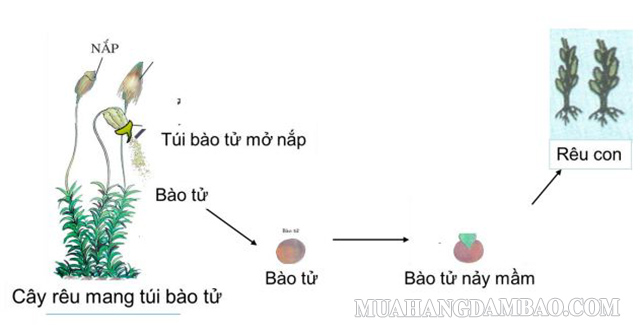 NẮP
Túi bào tử mở nắp
Bào tử
Cây rêu mang túi bào tử
Bào tử
Bào tử
Bào tử nảy mầm
Rêu con
MUAHANGDAMBAO.COM